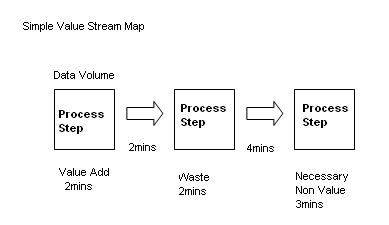 Simple Value Stream Map
Data Volume
Process
Step
Process
Step
Process
Step
2mins
4mins
Value Add
2mins
Waste
2mins
Necessary
Non Value
3mins